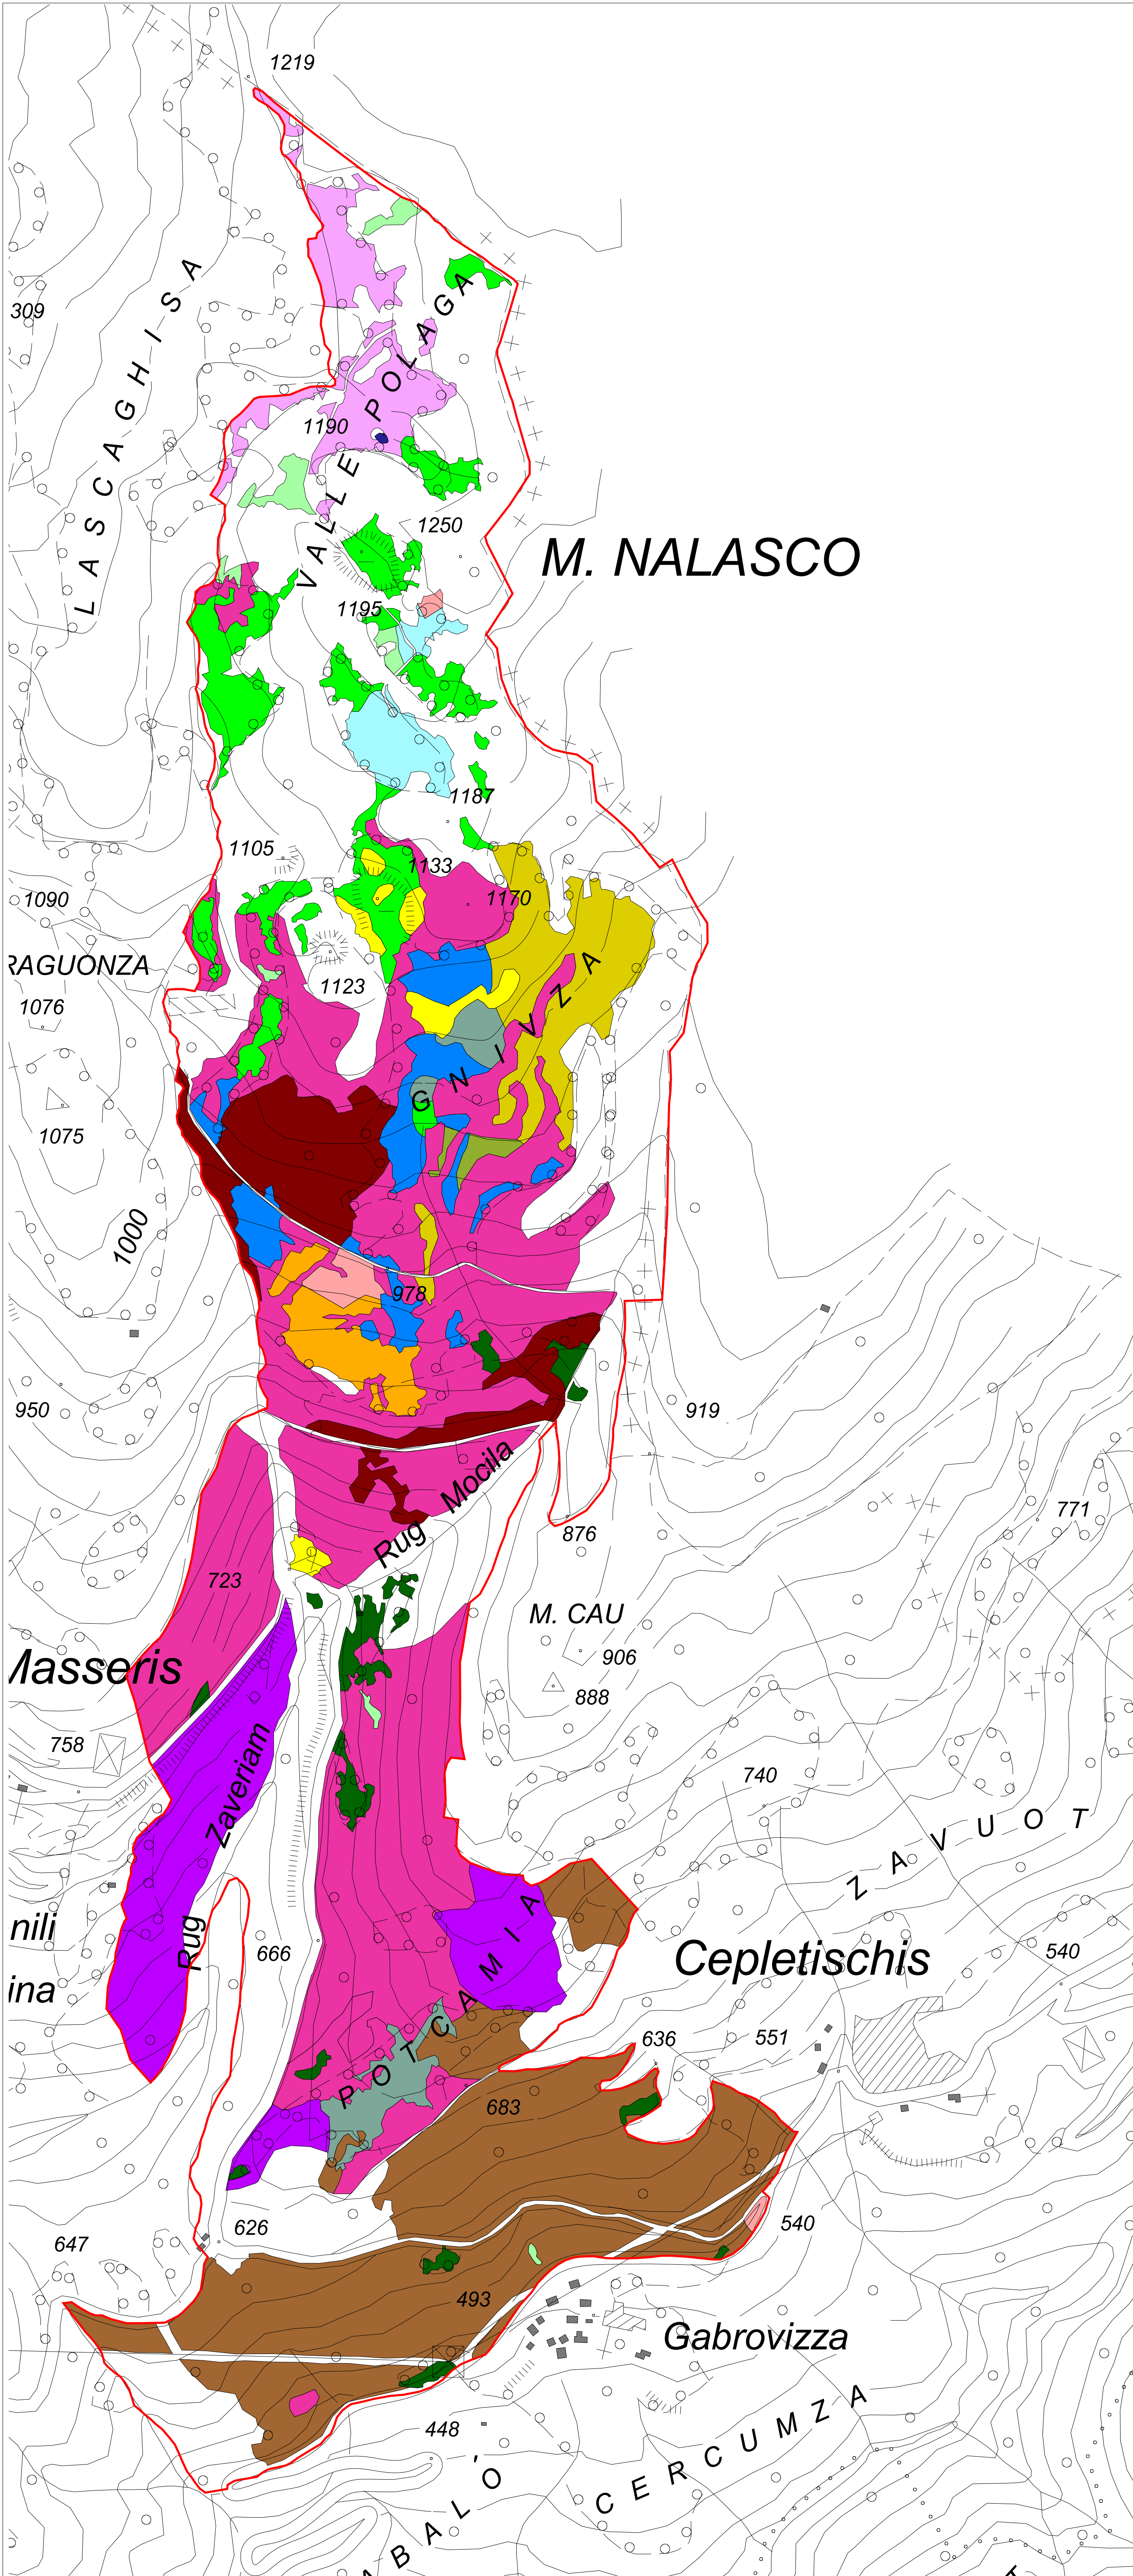 1219
309
LASCAGHISA
VALLE POLAGA
1190
1250
M. NALASCO
1195
1187
1105
1133
1090
1170
RAGUONZA
1123
1076
GNIVZA
1075
1000
978
950
919
Rug Mocila
771
876
723
M. CAU
906
Masseris
888
758
740
Rug Zaveriam
ZAVUOT
nili
666
Cepletischis
540
ina
POTCAMIA
636
551
683
626
540
647
493
Gabrovizza
448
CERCUMZA
ABALO'